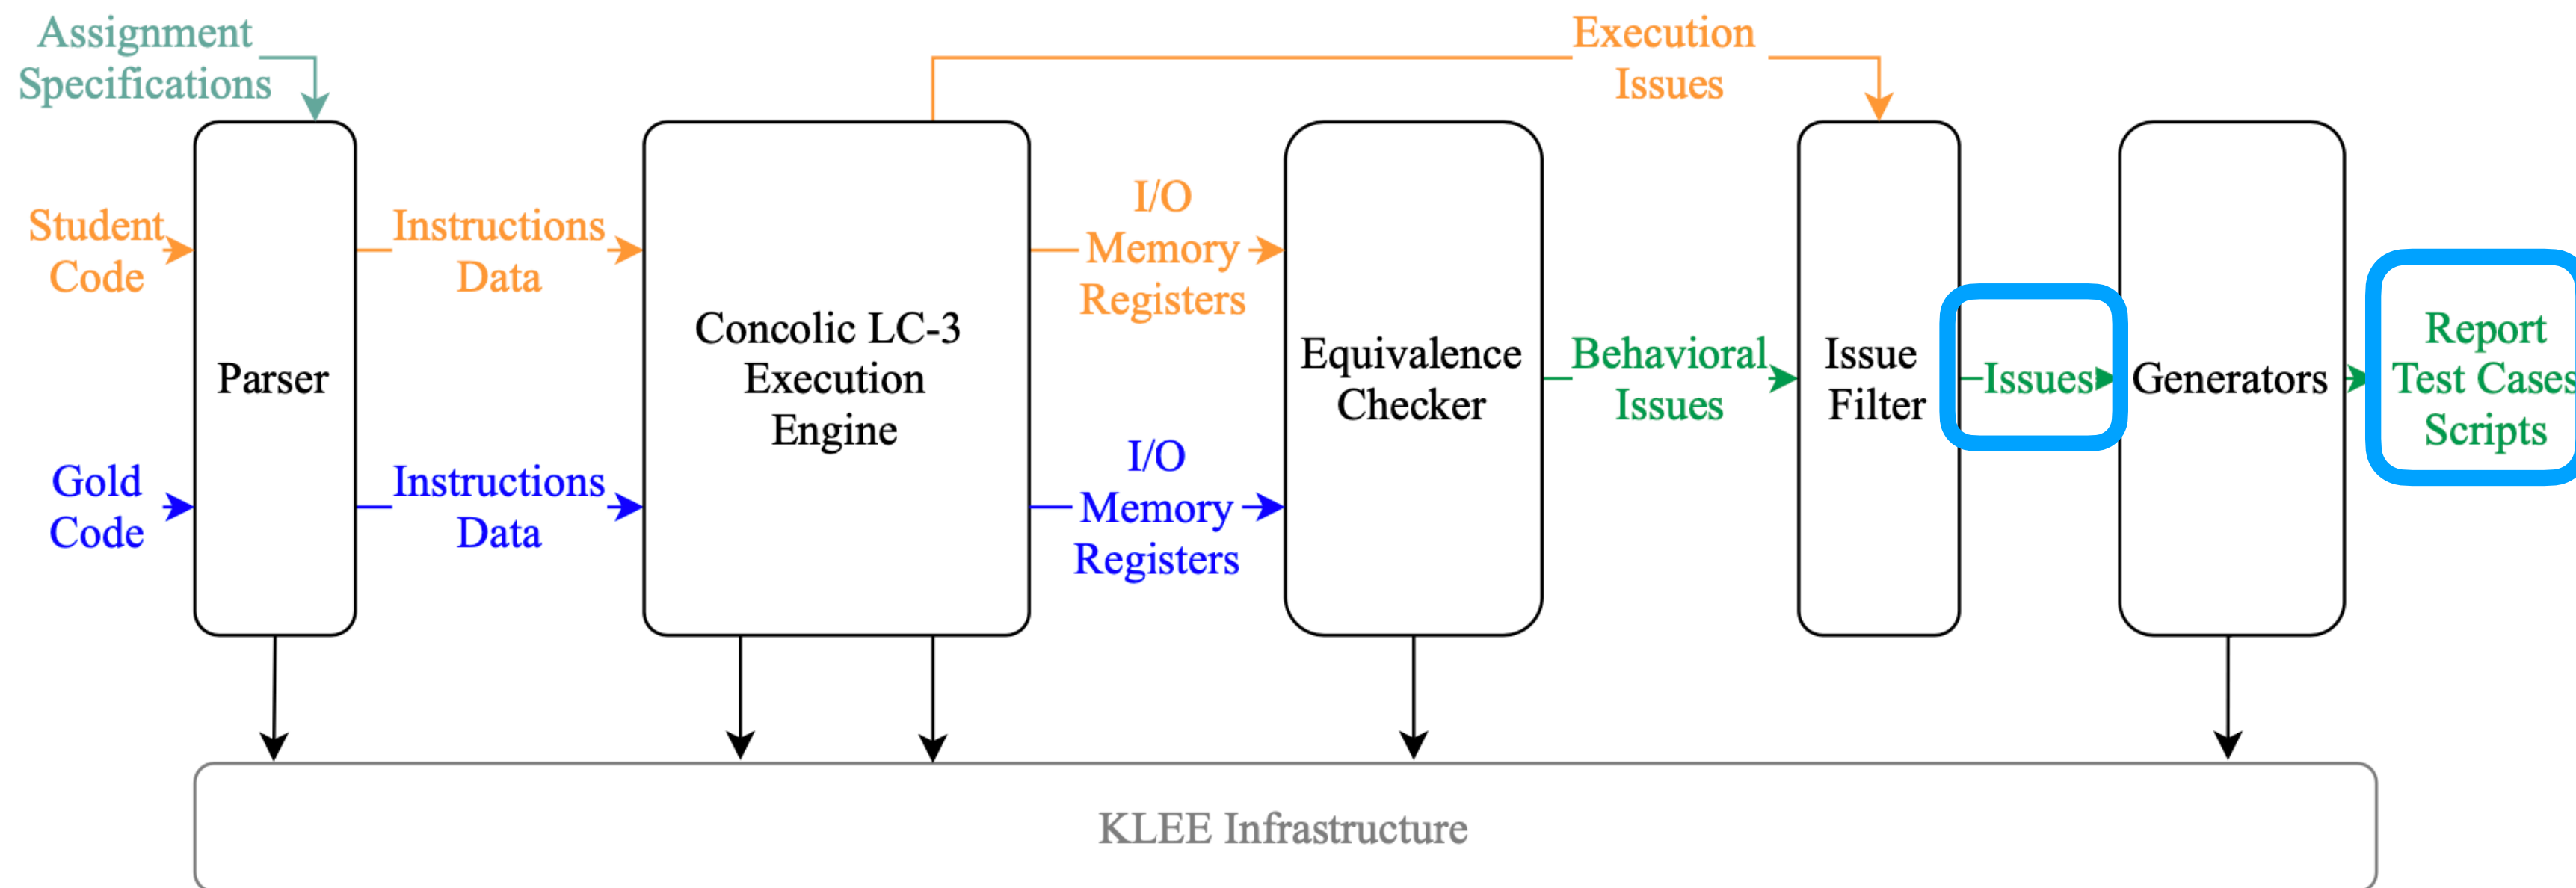 Assignment
Specifications
Execution
Issues
Student
Code
Instructions
Data
I/O
Memory
Registers
Gold
Code
Instructions
Data
I/O
Memory
Registers
Parser
Concolic LC-3
Execution
Engine
Equivalence
Checker
Behavioral
Issues
Issue
Filter
Issues
Generators
Report
Test Cases
Scripts
KLEE Infrastructure